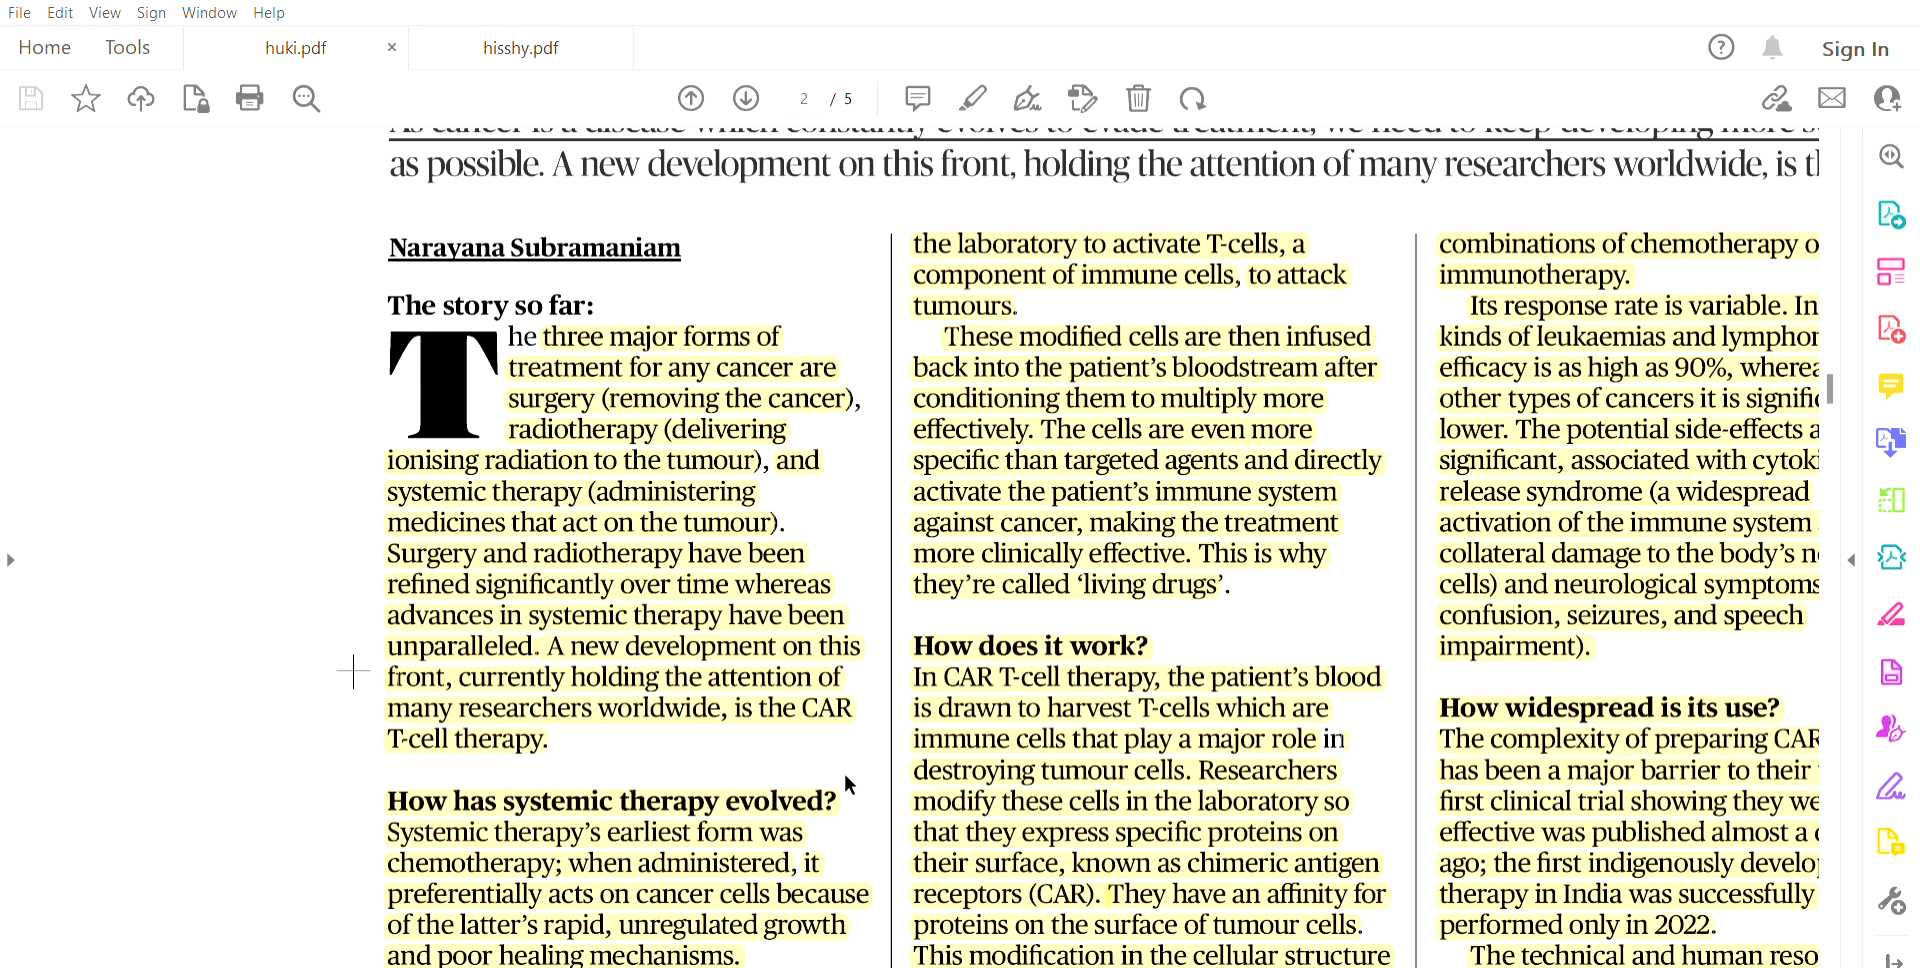 File Edit View Sign Window Help
Home Tools huki.pdf × hisshy.pdf Sign In
2 / 5
As cancer is a disease which constantly evolves to evade treatment, we need to keep developing more
as possible. A new development on this front, holding the attention of many researchers worldwide, is
Narayana Subramaniam
The story so far:
The three major forms of
treatment for any cancer are
surgery (removing the cancer),
radiotherapy (delivering
ionising radiation to the tumour), and
systemic therapy (administering
medicines that act on the tumour).
Surgery and radiotherapy have been
refined significantly over time whereas
advances in systemic therapy have been
unparalleled. A new development on this
front, currently holding the attention of
many researchers worldwide, is the CAR
T-cell therapy.
How has systemic therapy evolved?
Systemic therapy’s earliest form was
chemotherapy; when administered, it
preferentially acts on cancer cells because
of the latter’s rapid, unregulated growth
and poor healing mechanisms.
the laboratory to activate T-cells, a
component of immune cells, to attack
tumours.
These modified cells are then infused
back into the patient’s bloodstream after
conditioning them to multiply more
effectively. The cells are even more
specific than targeted agents and directly
activate the patient’s immune system
against cancer, making the treatment
more clinically effective. This is why
they’re called ‘living drugs’.
How does it work?
In CAR T-cell therapy, the patient’s blood
is drawn to harvest T-cells which are
immune cells that play a major role in
destroying tumour cells. Researchers
modify these cells in the laboratory so
that they express specific proteins on
their surface, known as chimeric antigen
receptors (CAR). They have an affinity for
proteins on the surface of tumour cells.
This modification in the cellular structure
combinations of chemotherapy
immunotherapy.
Its response rate is variable. In
kinds of leukaemias and
efficacy is as high as 90%,
other types of cancers it is
lower. The potential side-effects
significant, associated with
release syndrome (a widespread
activation of the immune system
collateral damage to the body’s
cells) and neurological symptoms
confusion, seizures, and speech
impairment).
How widespread is its use?
The complexity of preparing CAR
has been a major barrier to their
first clinical trial showing they
effective was published almost a
ago; the first indigenously
therapy in India was successfully
performed only in 2022.
The technical and human